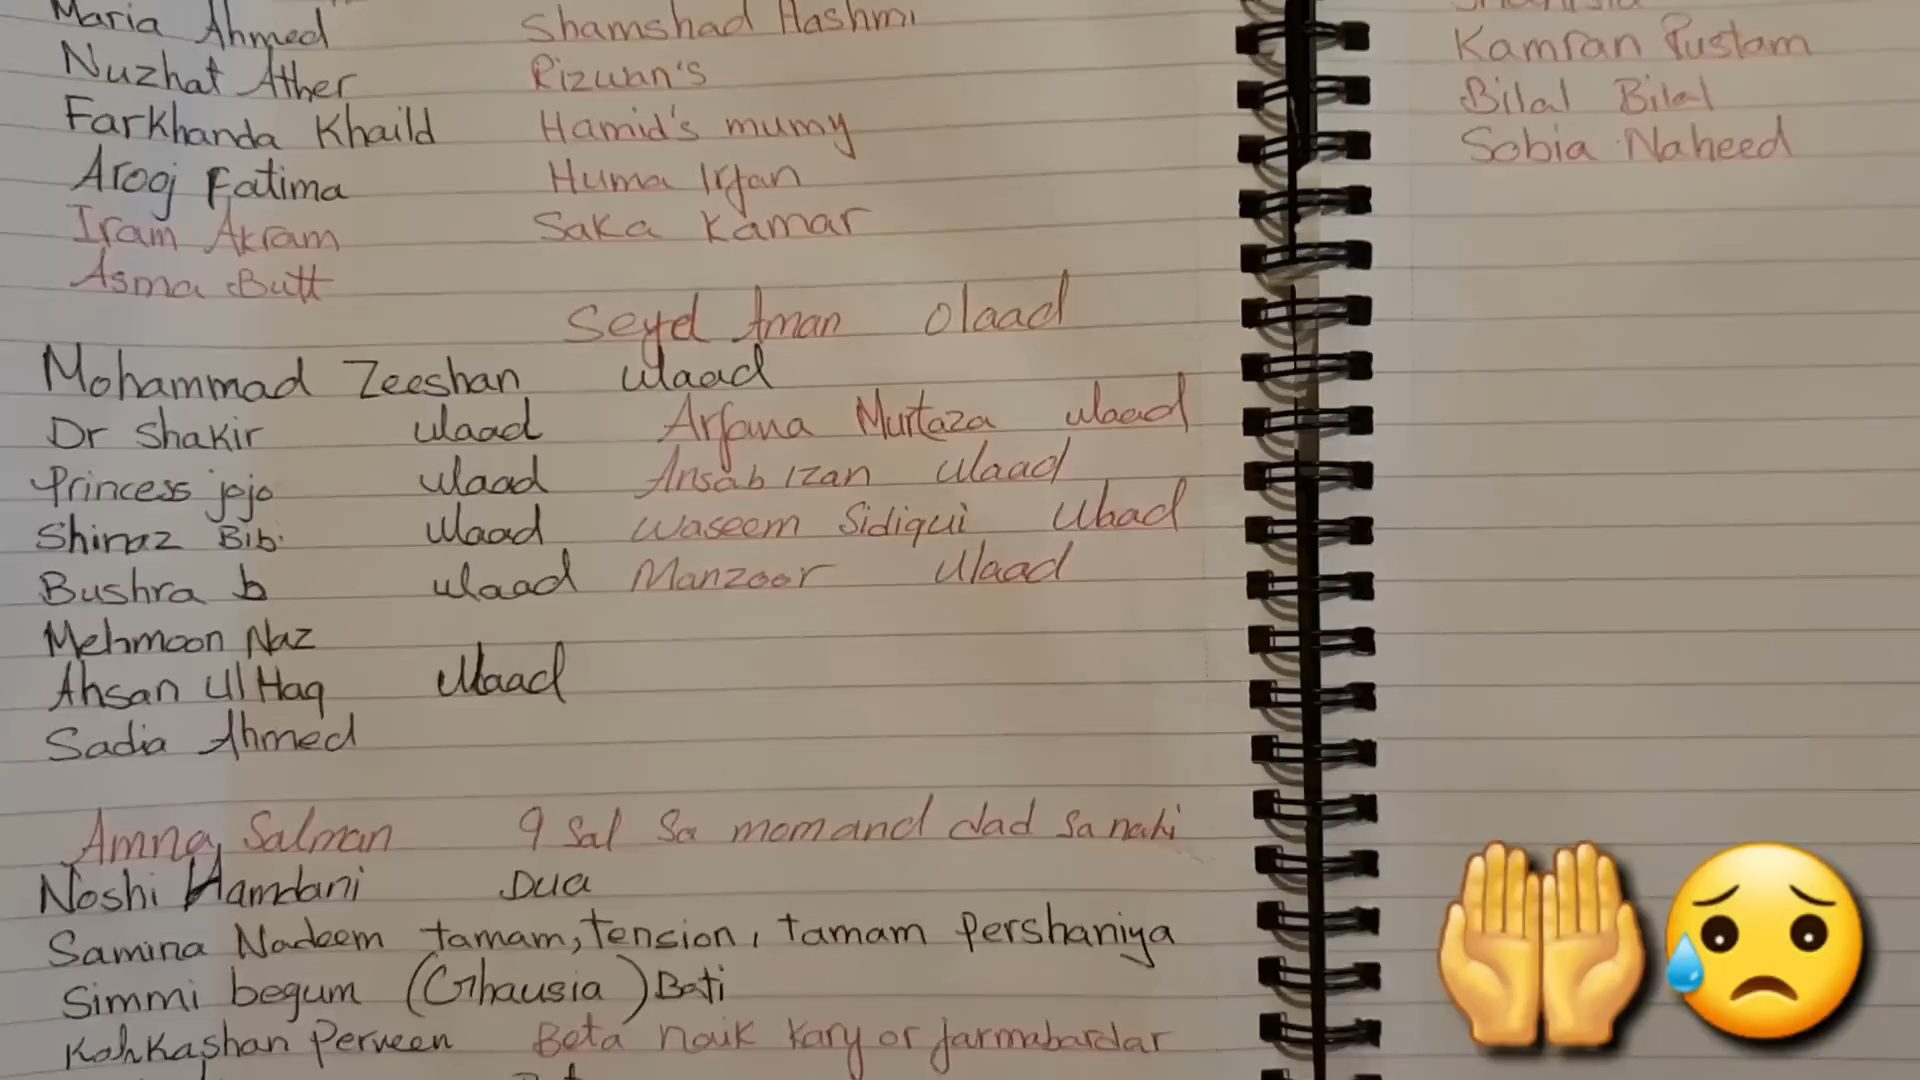 Maria Ahmed Shamshad Hashmi
Nuzhat Ather Rizwan's
Farkhanda Khaild Hamid's mumy
Arooj Fatima Huma Irfan
Iram Akram Saka Kamar
Asma Butt
Seyd Aman Olaad
Mohammad Zeeshan ulaad
Dr Shakir ulaad Arfana Murtaza ulaad
Princess jojo ulaad Ansab Izan ulaad
Shiraz Bibi ulaad Waseem Sidiqui Ulaad
Bushra b ulaad Manzoor Ulaad
Mehmoon Naz
Ahsan Ul Haq Ulaad
Sadia Ahmed
Amna Salman 9 Sal Sa mom and dad Sa nahi
Noshi Hamdani Dua
Samina Nadeem tamam, tension, tamam pershaniya
Simmi begum (Ghausia) Beti
Kahkashan Perveen Beta naik kary or farmabardar
Kamran Rustam
Bilal Bilal
Sobia Naheed